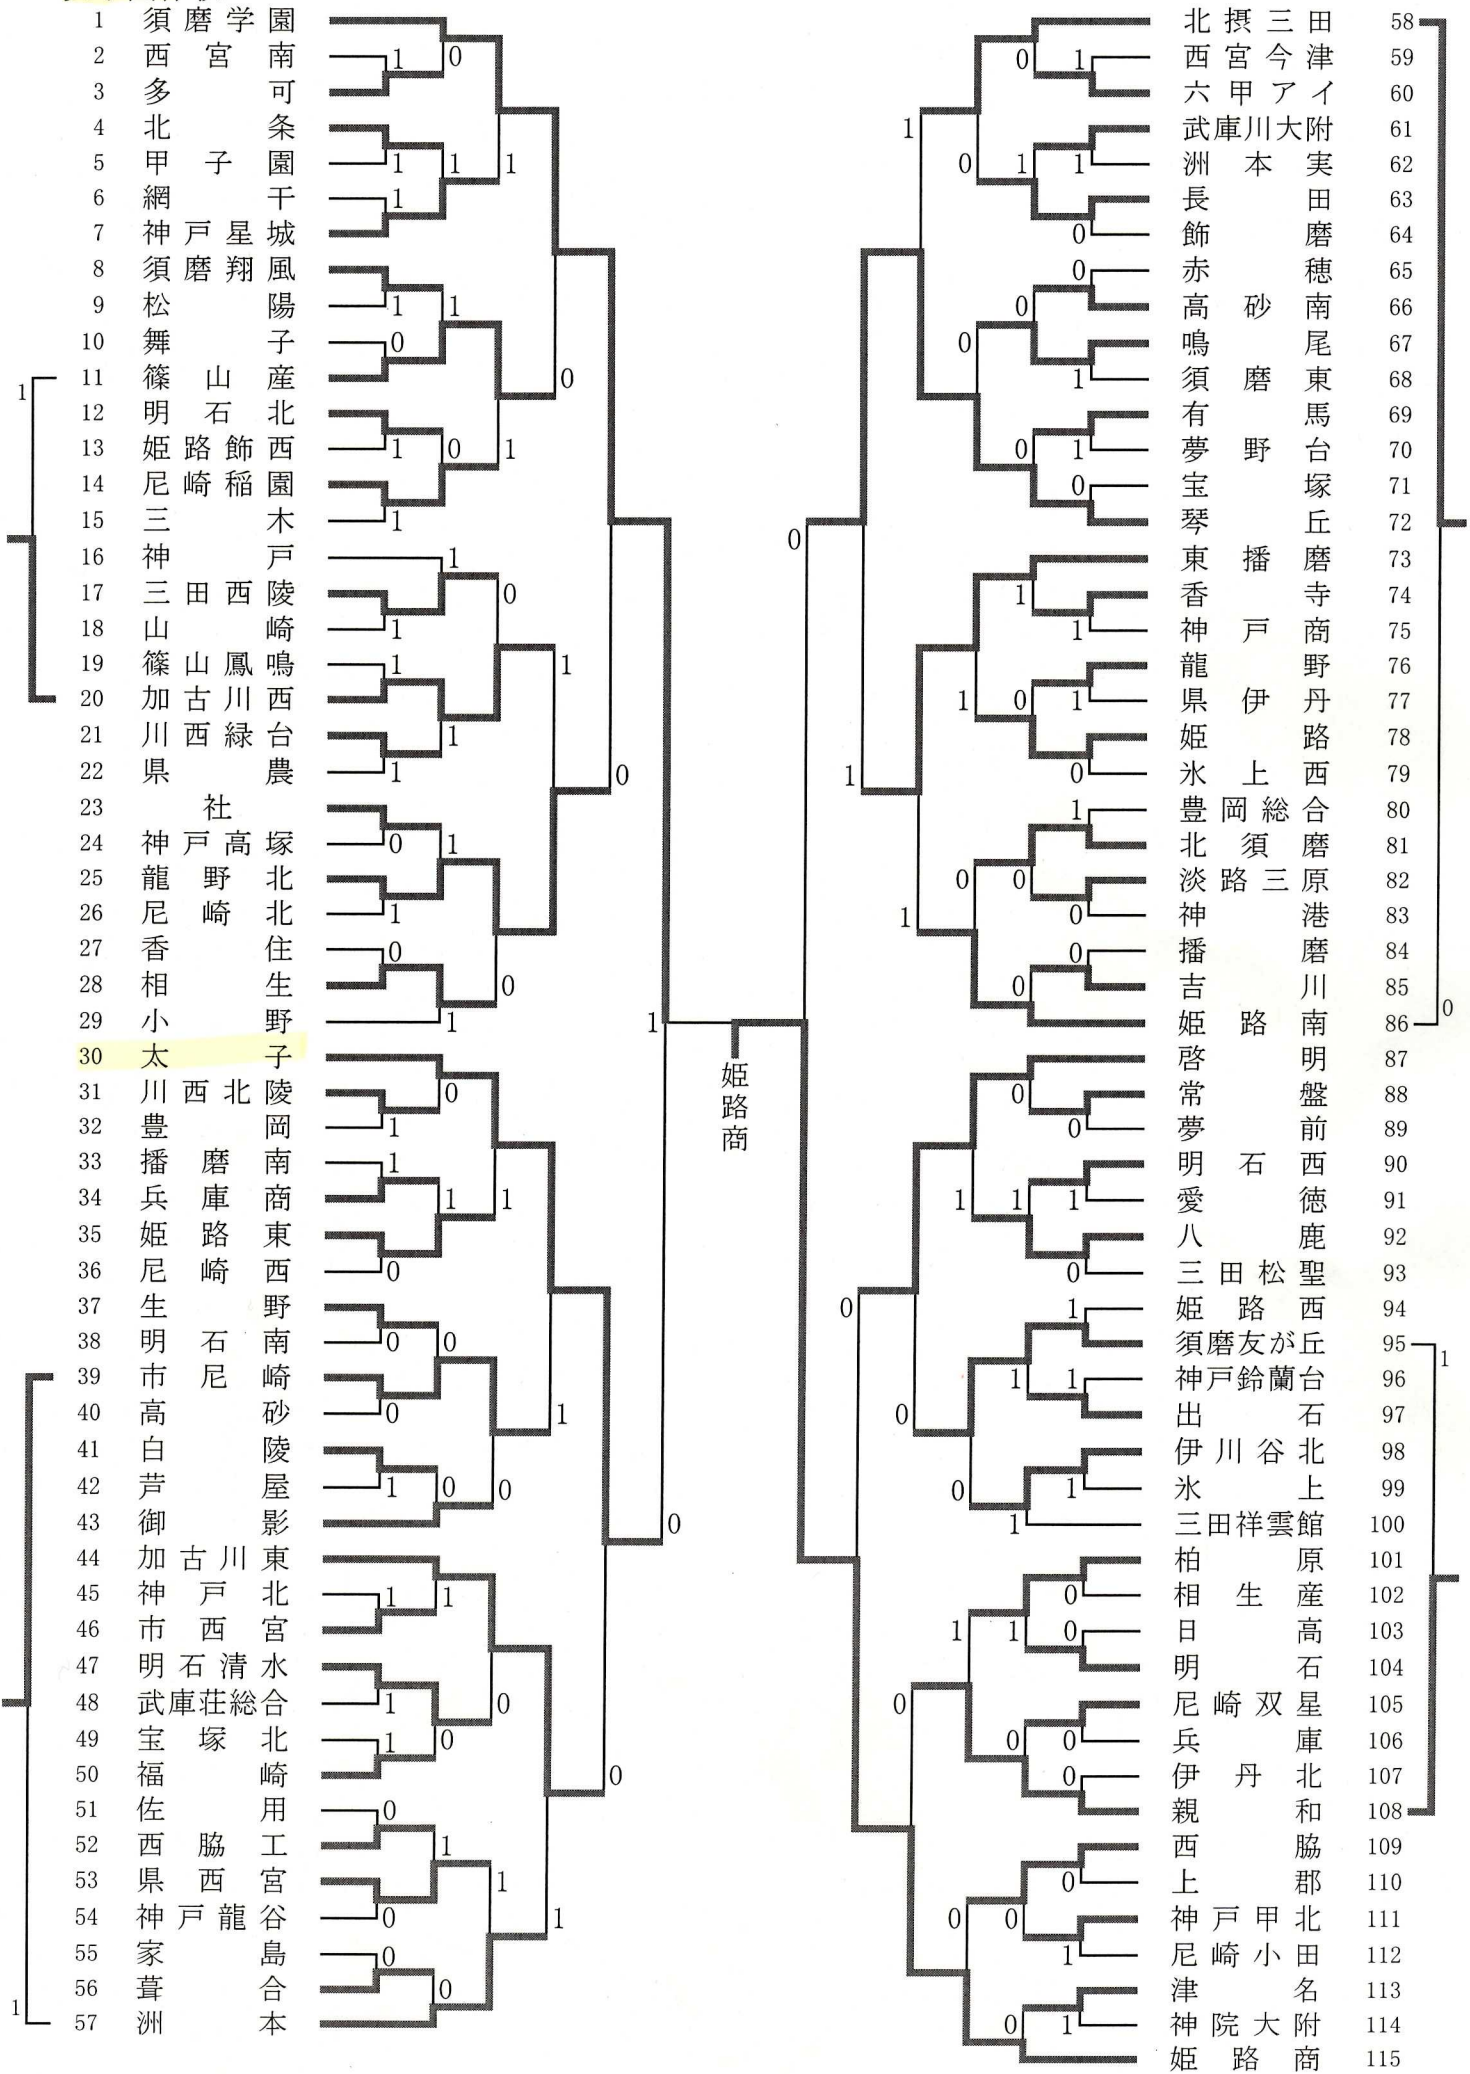 1 須磨学園
2 西宮南
3 多可
4 北条
5 甲子園
6 網干
7 神戸星城
8 須磨翔風
9 松陽
10 舞子
11 篠山産
12 明石北
13 姫路飾西
14 尼崎稲園
15 三木
16 神戸
17 三田西陵
18 山崎
19 篠山鳳鳴
20 加古川西
21 川西緑台
22 県農
23 社
24 神戸高塚
25 龍野北
26 尼崎北
27 香住
28 相生
29 小野
30 太子
31 川西北陵
32 豊岡
33 播磨南
34 兵庫商
35 姫路東
36 尼崎西
37 生野
38 明石南
39 市尼崎
40 高砂
41 白陵
42 芦屋
43 御影
44 加古川東
45 神戸北
46 市西宮
47 明石清水
48 武庫荘総合
49 宝塚北
50 福崎
51 佐用
52 西脇工
53 県西宮
54 神戸龍谷
55 家島
56 葺合
57 洲本
姫路商
北摂三田 58
西宮今津 59
六甲アイ 60
武庫川大附 61
洲本実 62
長田 63
飾磨 64
赤穂 65
高砂南 66
鳴尾 67
須磨東 68
有馬 69
夢野台 70
宝塚 71
琴丘 72
東播磨 73
香寺 74
神戸商 75
龍野 76
県伊丹 77
姫路 78
氷上西 79
豊岡総合 80
北須磨 81
淡路三原 82
神港 83
播磨 84
吉川 85
姫路南 86
啓明 87
常盤 88
夢前 89
明石西 90
愛徳 91
八鹿 92
三田松聖 93
姫路西 94
須磨友が丘 95
神戸鈴蘭台 96
出石 97
伊川谷北 98
氷上 99
三田祥雲館 100
柏原 101
相生産 102
日高 103
明石 104
尼崎双星 105
兵庫 106
伊丹北 107
親和 108
西脇 109
上郡 110
神戸甲北 111
尼崎小田 112
津名 113
神院大附 114
姫路商 115